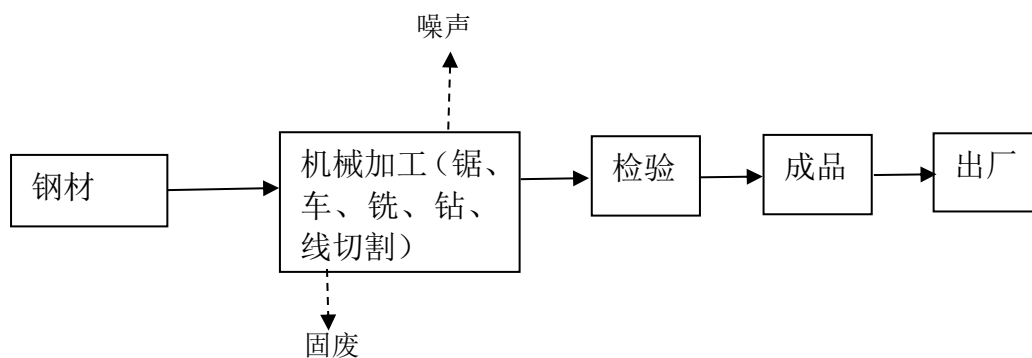 噪声
钢材
机械加工（锯、
车、铣、钻、
线切割）
检验
成品
出厂
固废